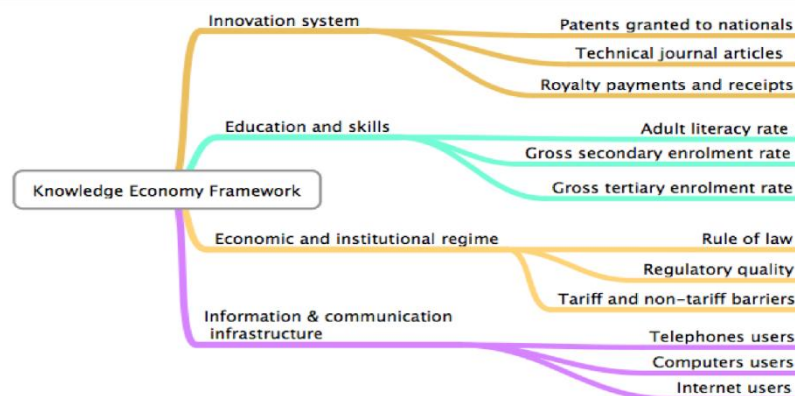 Innovation system
Patents granted to nationals
Technical journal articles
Royalty payments and receipts
Education and skills
Adult literacy rate
Gross secondary enrolment rate
Gross tertiary enrolment rate
Knowledge Economy Framework
Economic and institutional regime
Rule of law
Regulatory quality
Tariff and non-tariff barriers
Information & communication
infrastructure
Telephones users
Computers users
Internet users